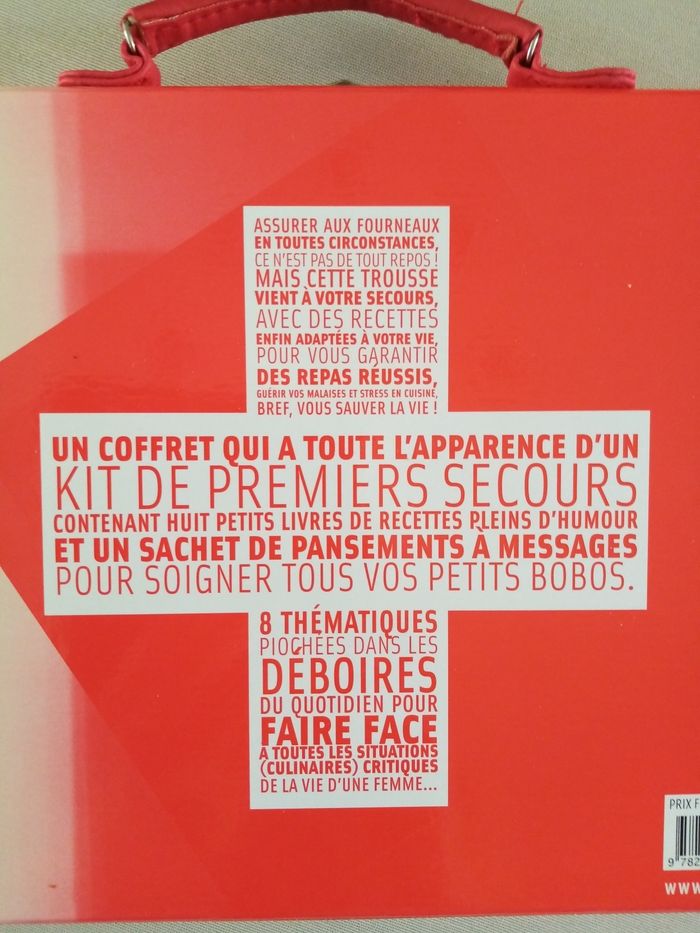 ASSURER AUX FOURNEAUX
EN TOUTES CIRCONSTANCES,
CE N'EST PAS DE TOUT REPOS !
MAIS CETTE TROUSSE
VIENT À VOTRE SECOURS,
AVEC DES RECETTES
ENFIN ADAPTÉES À VOTRE VIE,
POUR VOUS GARANTIR
DES REPAS RÉUSSIS,
GUÉRIR VOS MALAISES ET STRESS EN CUISINE,
BREF, VOUS SAUVER LA VIE !
UN COFFRET QUI A TOUTE L'APPARENCE D'UN
KIT DE PREMIERS SECOURS
CONTENANT HUIT PETITS LIVRES DE RECETTES PLEINS D'HUMOUR
ET UN SACHET DE PANSEMENTS À MESSAGES
POUR SOIGNER TOUS VOS PETITS BOBOS.
8 THÉMATIQUES
PIOCHÉES DANS LES
DÉBOIRES
DU QUOTIDIEN POUR
FAIRE FACE
À TOUTES LES SITUATIONS
(CULINAIRES) CRITIQUES
DE LA VIE D'UNE FEMME...
PRIX F
9 782
WWW